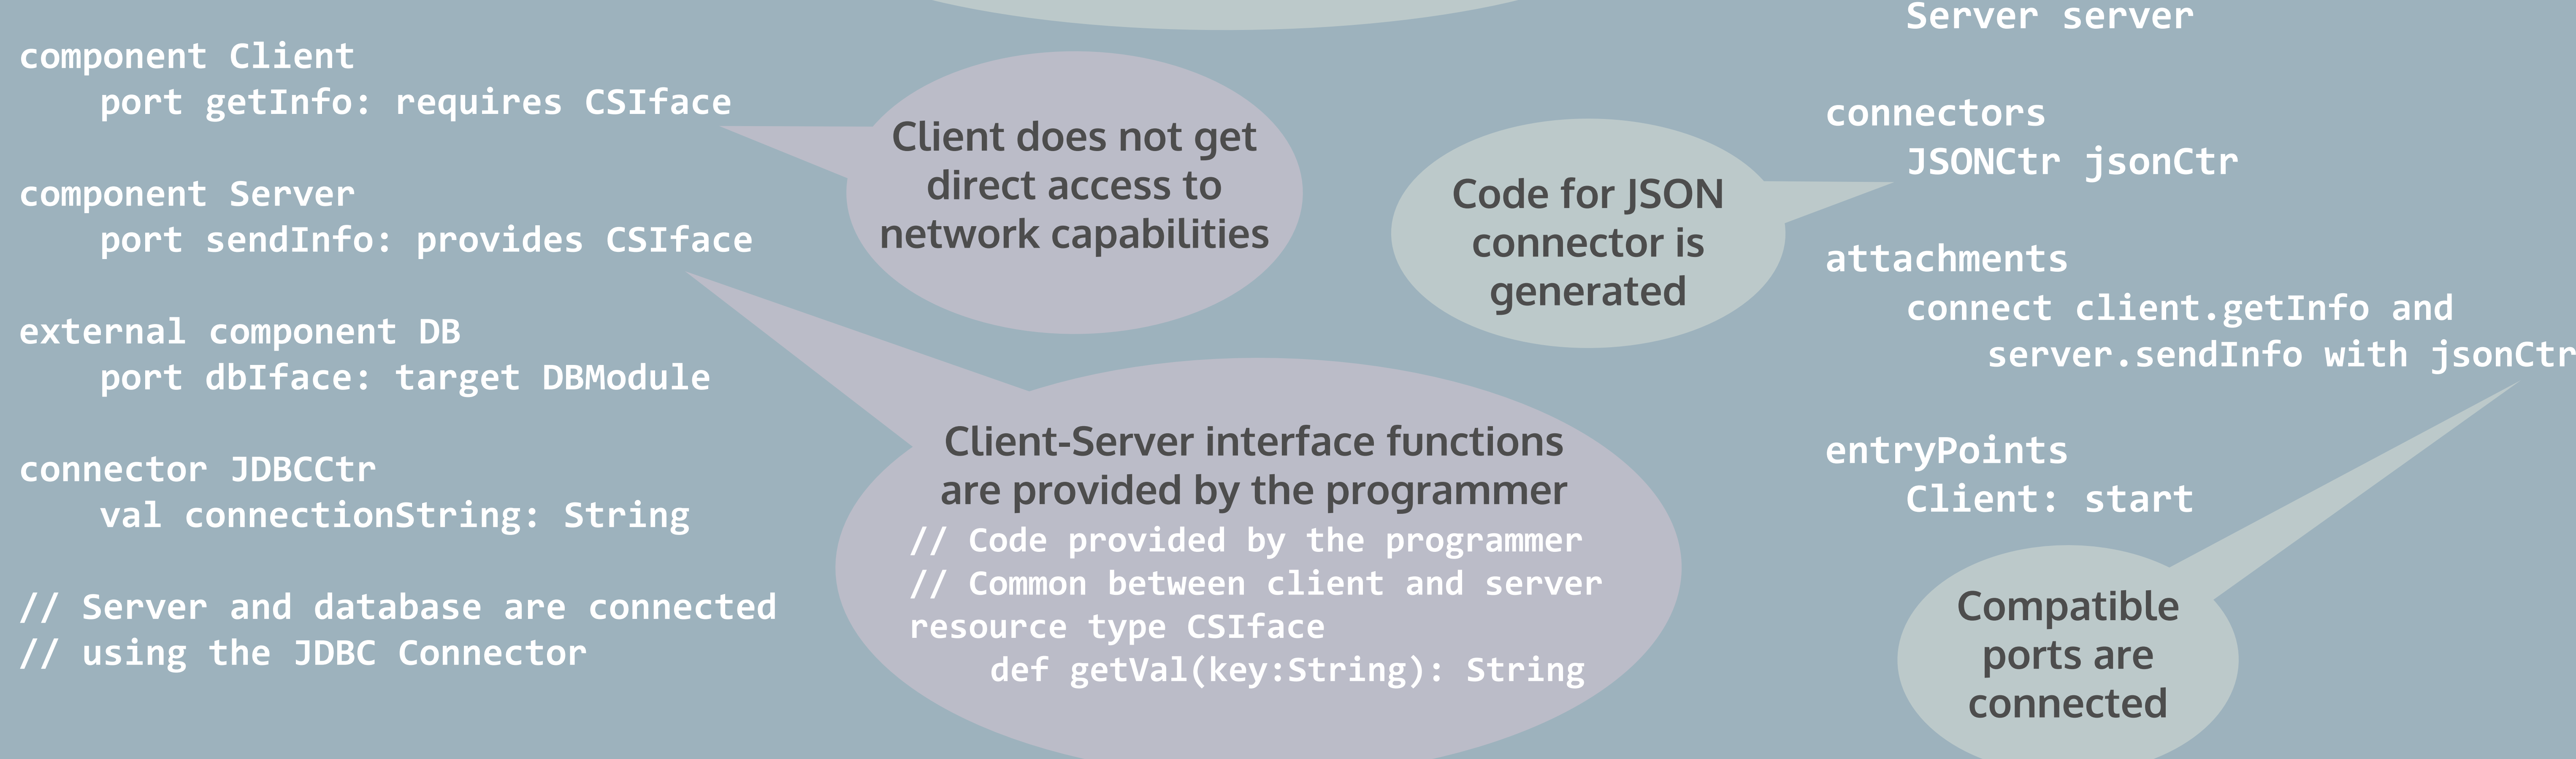 component Client
port getInfo: requires CSIface
component Server
port sendInfo: provides CSIface
external component DB
port dbIface: target DBModule
connector JDBCCtr
val connectionString: String
// Server and database are connected
// using the JDBC Connector
Client does not get
direct access to
network capabilities
Client-Server interface functions
are provided by the programmer
// Code provided by the programmer
// Common between client and server
resource type CSIface
def getVal(key:String): String
Code for JSON
connector is
generated
Server server
connectors
JSONCtr jsonCtr
attachments
connect client.getInfo and
server.sendInfo with jsonCtr
entryPoints
Client: start
Compatible
ports are
connected